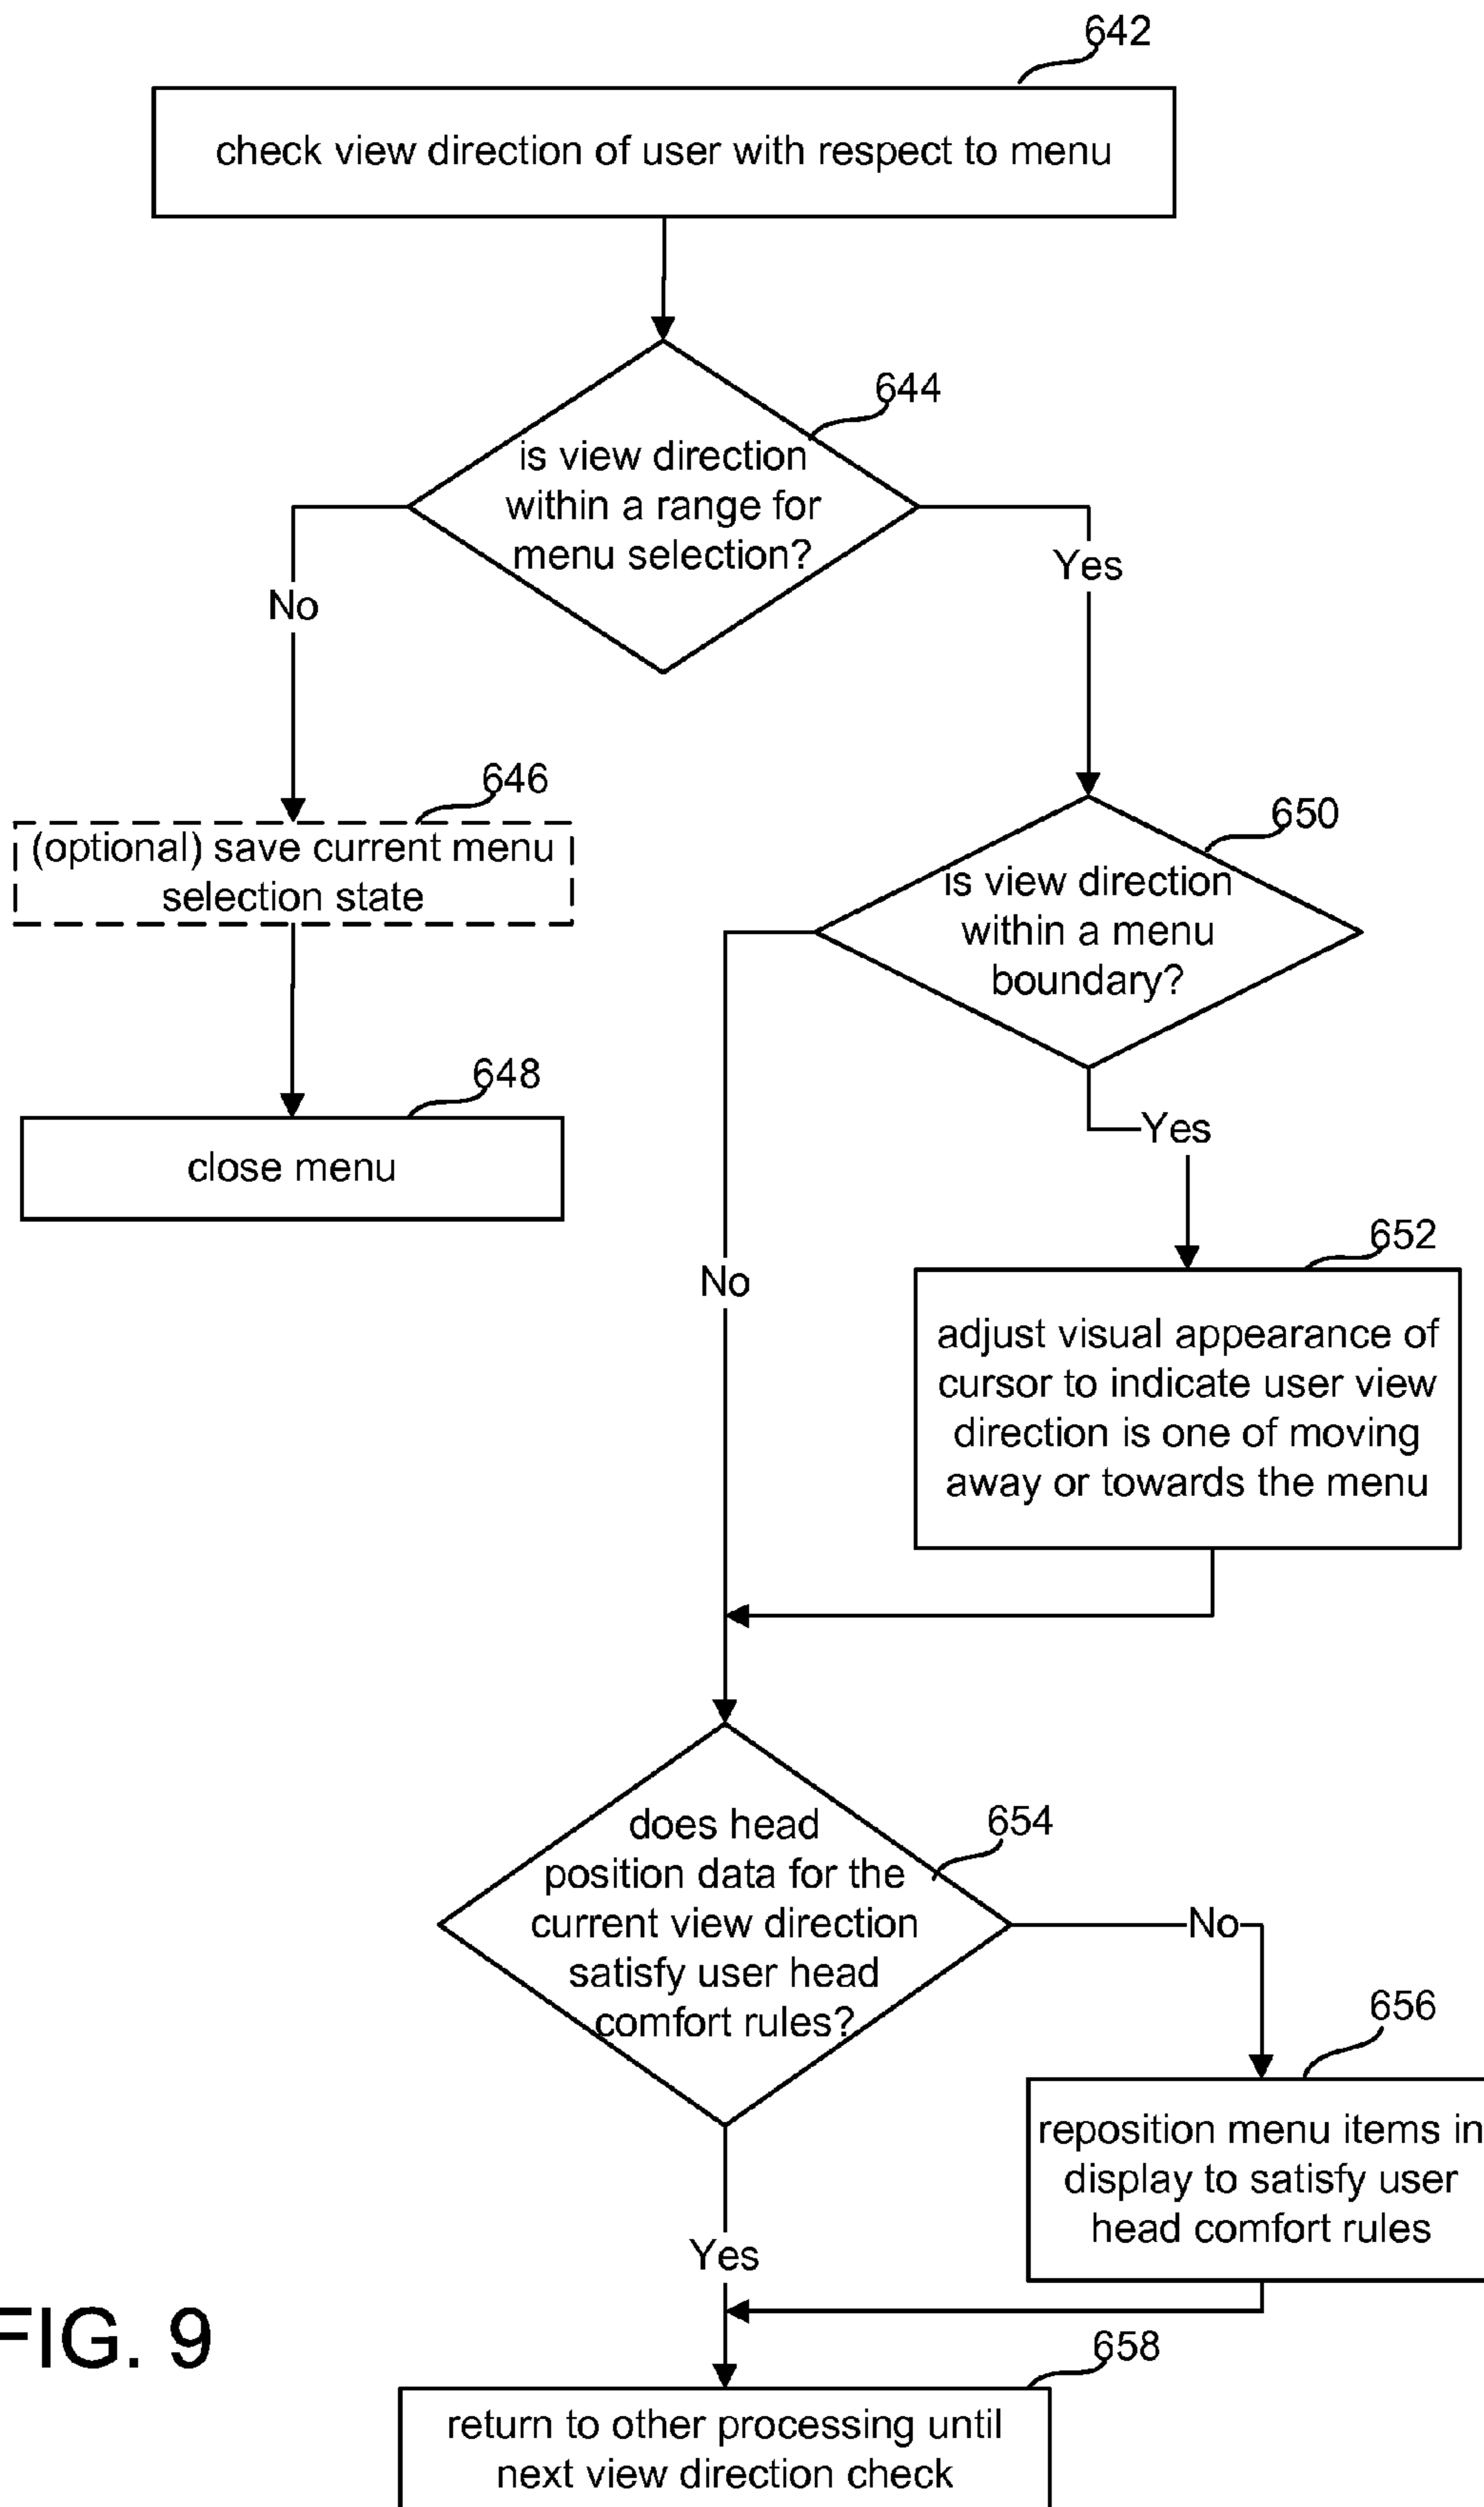 642
check view direction of user with respect to menu
644
is view direction
within a range for
menu selection?
No
Yes
646
(optional) save current menu
selection state
650
is view direction
within a menu
boundary?
648
close menu
Yes
No
652
adjust visual appearance of
cursor to indicate user view
direction is one of moving
away or towards the menu
654
does head
position data for the
current view direction
satisfy user head
comfort rules?
No
656
reposition menu items in
display to satisfy user
head comfort rules
Yes
FIG. 9
658
return to other processing until
next view direction check